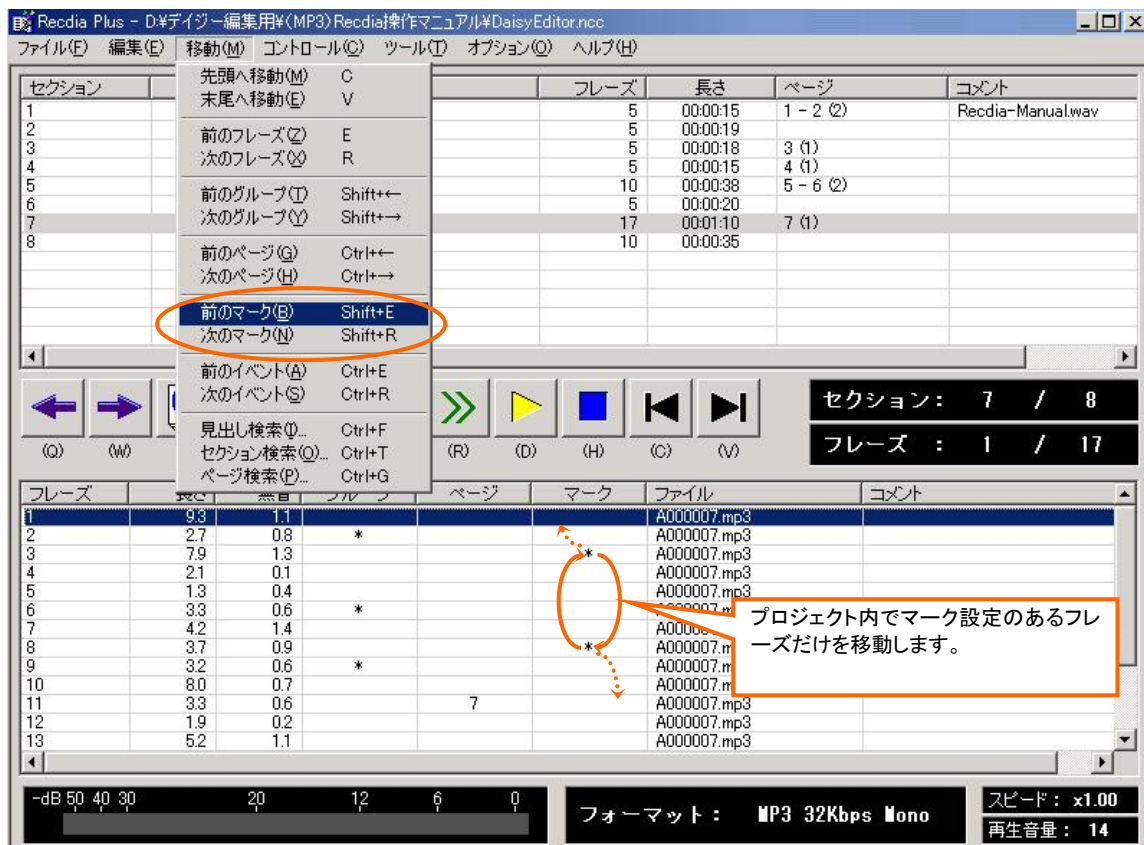 Recdia Plus - D:¥デイジー編集用¥(MP3)Recdia操作マニュアル¥DaisyEditor.ncc
ファイル(F) 編集(E) 移動(M) コントロール(C) ツール(T) オプション(O) ヘルプ(H)
先頭へ移動(M) C
末尾へ移動(E) V
前のフレーズ(Z) E
次のフレーズ(X) R
前のグループ(T) Shift+←
次のグループ(Y) Shift+→
前のページ(G) Ctrl+←
次のページ(H) Ctrl+→
前のマーク(B) Shift+E
次のマーク(N) Shift+R
前のイベント(A) Ctrl+E
次のイベント(S) Ctrl+R
見出し検索(I)... Ctrl+F
セクション検索(O)... Ctrl+T
ページ検索(P)... Ctrl+G
セクション フレーズ 長さ ページ コメント
1 5 00:00:15 1 - 2 (2) Recdia-Manual.wav
2 5 00:00:19
3 5 00:00:18 3 (1)
4 5 00:00:15 4 (1)
5 10 00:00:38 5 - 6 (2)
6 5 00:00:20
7 17 00:01:10 7 (1)
8 10 00:00:35
(Q) (W) (R) (D) (H) (C) (V)
セクション: 7 / 8
フレーズ : 1 / 17
フレーズ 長さ 無音 グループ ページ マーク ファイル コメント
1 9.3 1.1 A000007.mp3
2 2.7 0.8 * A000007.mp3
3 7.9 1.3 * A000007.mp3
4 2.1 0.1 A000007.mp3
5 1.3 0.4 A000007.mp3
6 3.3 0.6 *
7 4.2 1.4
8 3.7 0.9 *
9 3.2 0.6 *
10 8.0 0.7
11 3.3 0.6 7 A000007.mp3
12 1.9 0.2 A000007.mp3
13 5.2 1.1 A000007.mp3
プロジェクト内でマーク設定のあるフレ
ーズだけを移動します。
-dB 50 40 30 20 12 6 0
フォーマット: MP3 32Kbps Mono
スピード: x1.00
再生音量: 14